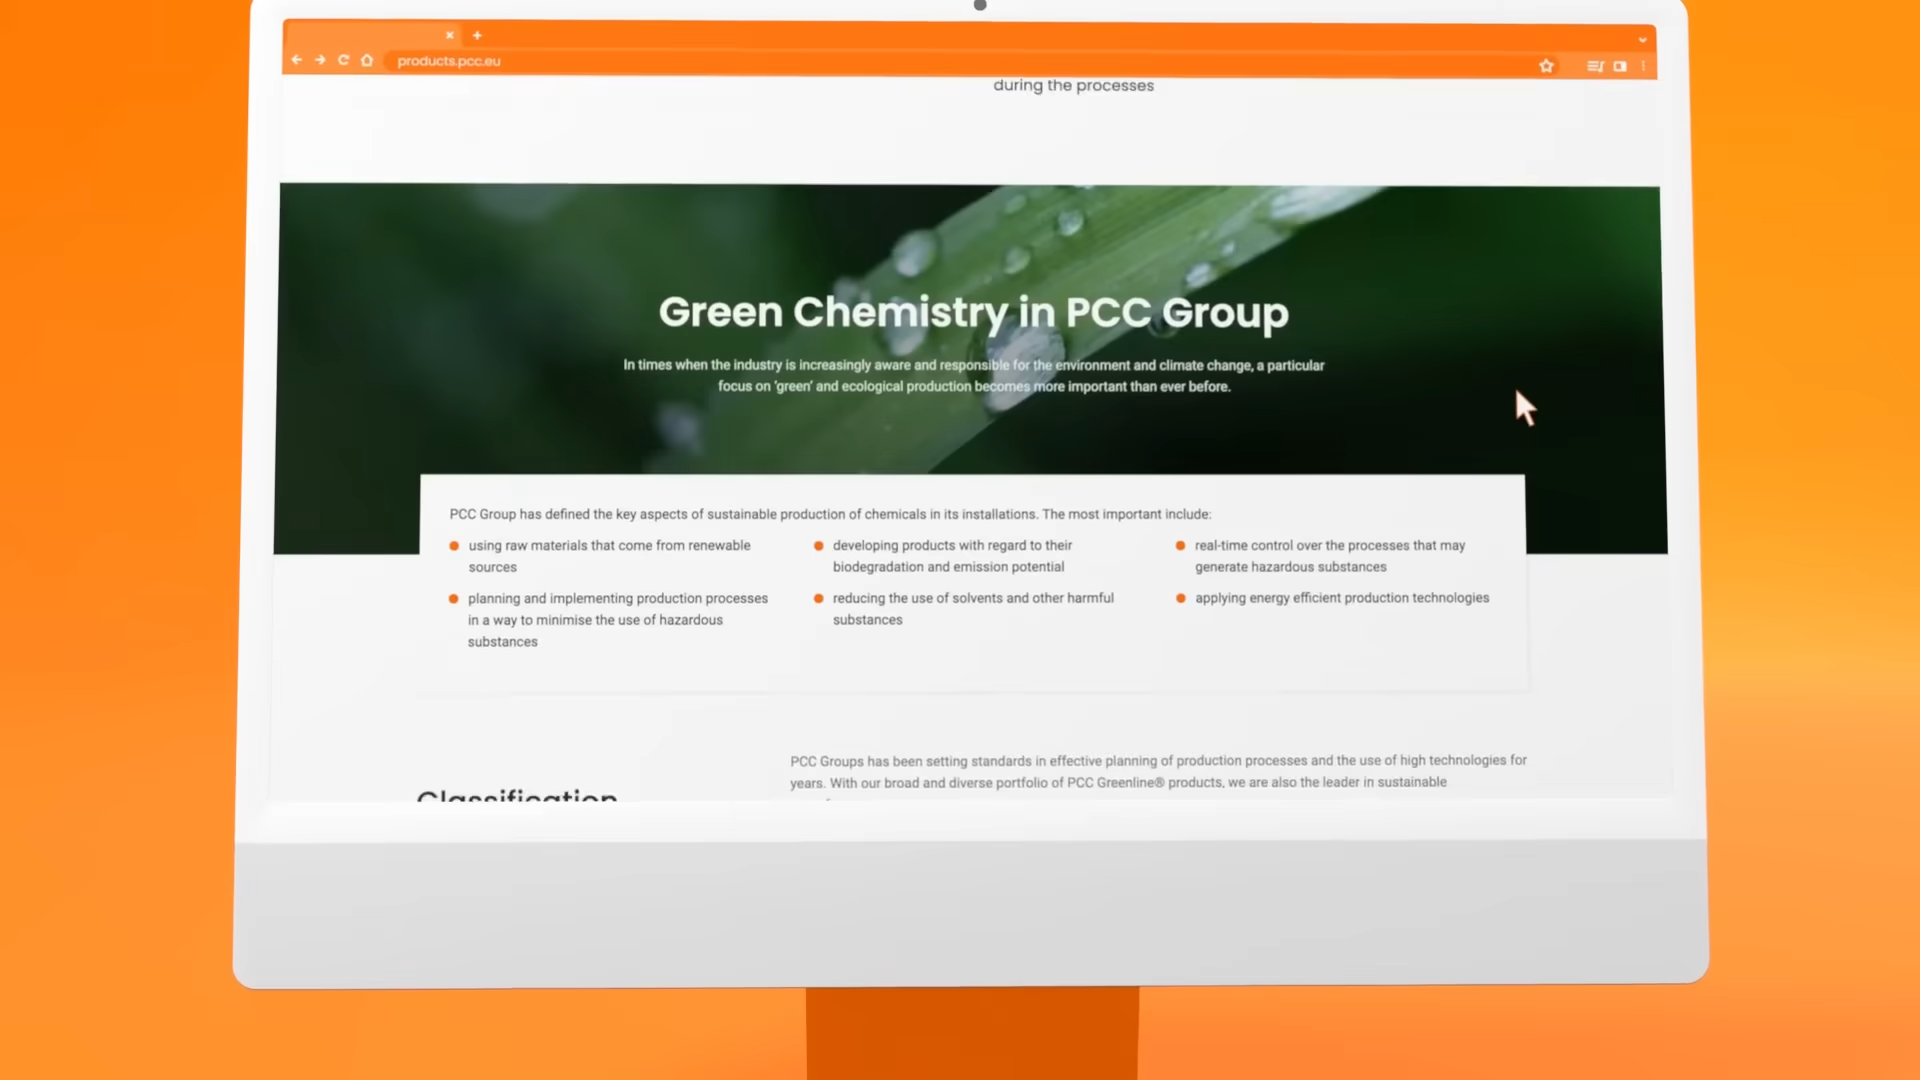 products.pcc.eu
during the processes
Green Chemistry in PCC Group
In times when the industry is increasingly aware and responsible for the environment and climate change, a particular
focus on ‘green’ and ecological production becomes more important than ever before.
PCC Group has defined the key aspects of sustainable production of chemicals in its installations. The most important include:
using raw materials that come from renewable
sources
planning and implementing production processes
in a way to minimise the use of hazardous
substances
developing products with regard to their
biodegradation and emission potential
reducing the use of solvents and other harmful
substances
real-time control over the processes that may
generate hazardous substances
applying energy efficient production technologies
Classification
PCC Groups has been setting standards in effective planning of production processes and the use of high technologies for
years. With our broad and diverse portfolio of PCC Greenline® products, we are also the leader in sustainable